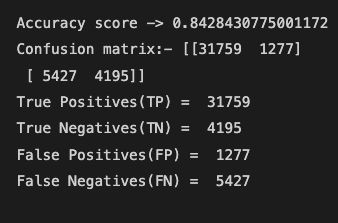 Accuracy score -> 0.8428430775001172
Confusion matrix:- [[31759  1277]
 [ 5427  4195]]
True Positives(TP) =  31759
True Negatives(TN) =  4195
False Positives(FP) =  1277
False Negatives(FN) =  5427